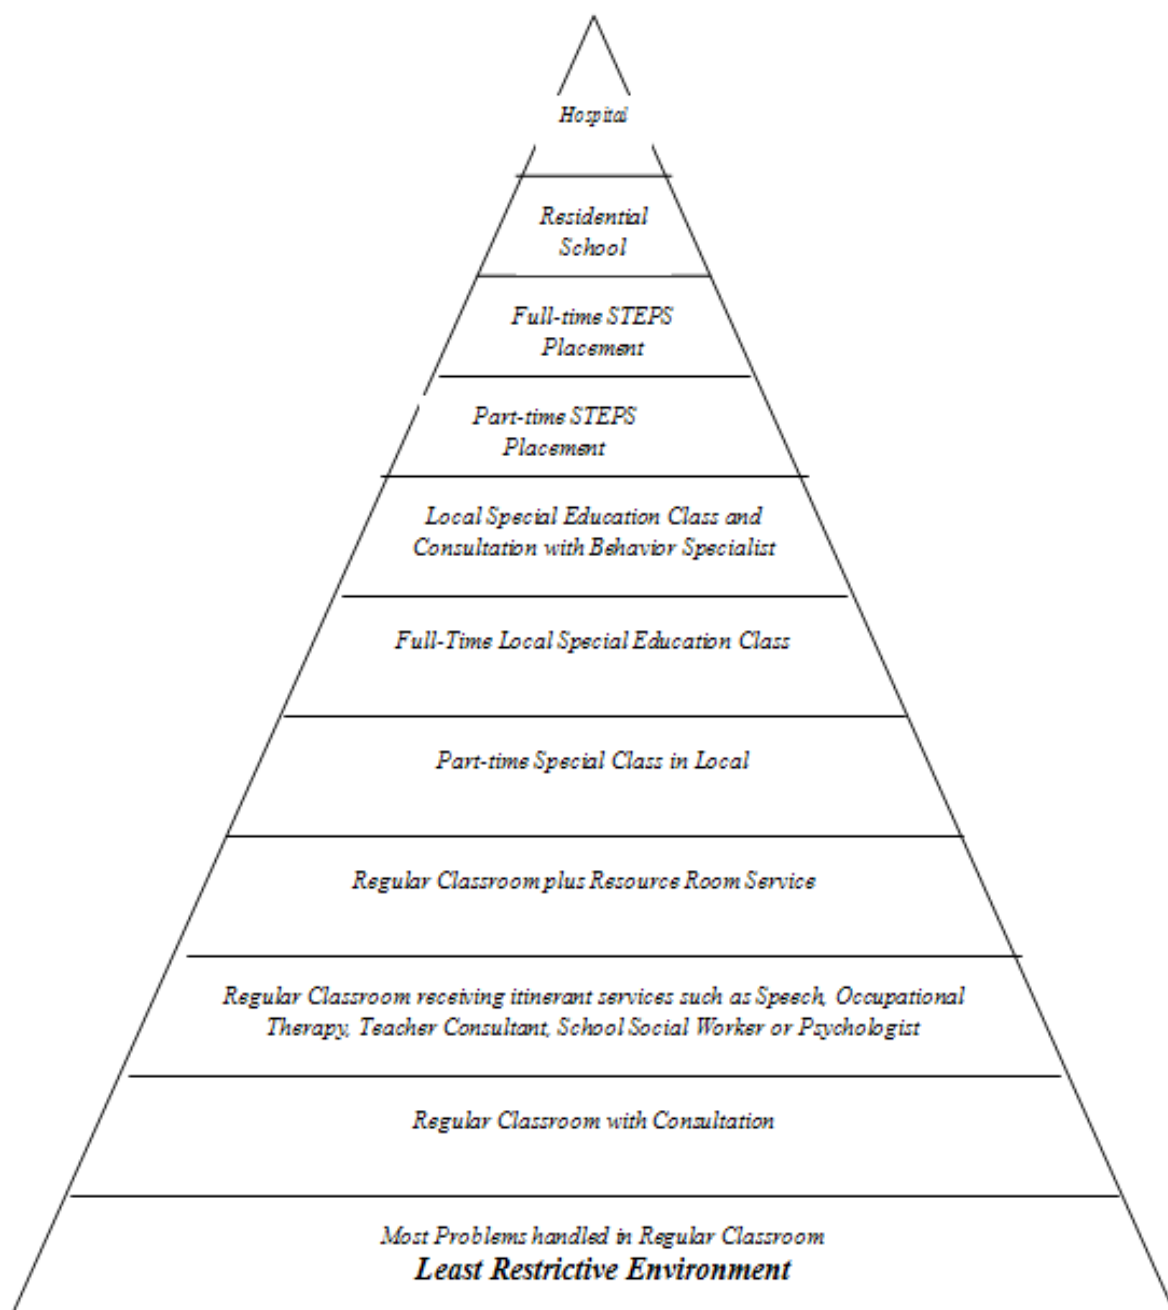 Hospital
Residential
School
Full-time STEPS
Placement
Part-time STEPS
Placement
Local Special Education Class and
Consultation with Behavior Specialist
Full-Time Local Special Education Class
Part-time Special Class in Local
Regular Classroom plus Resource Room Service
Regular Classroom receiving itinerant services such as Speech, Occupational
Therapy, Teacher Consultant, School Social Worker or Psychologist
Regular Classroom with Consultation
Most Problems handled in Regular Classroom
Least Restrictive Environment